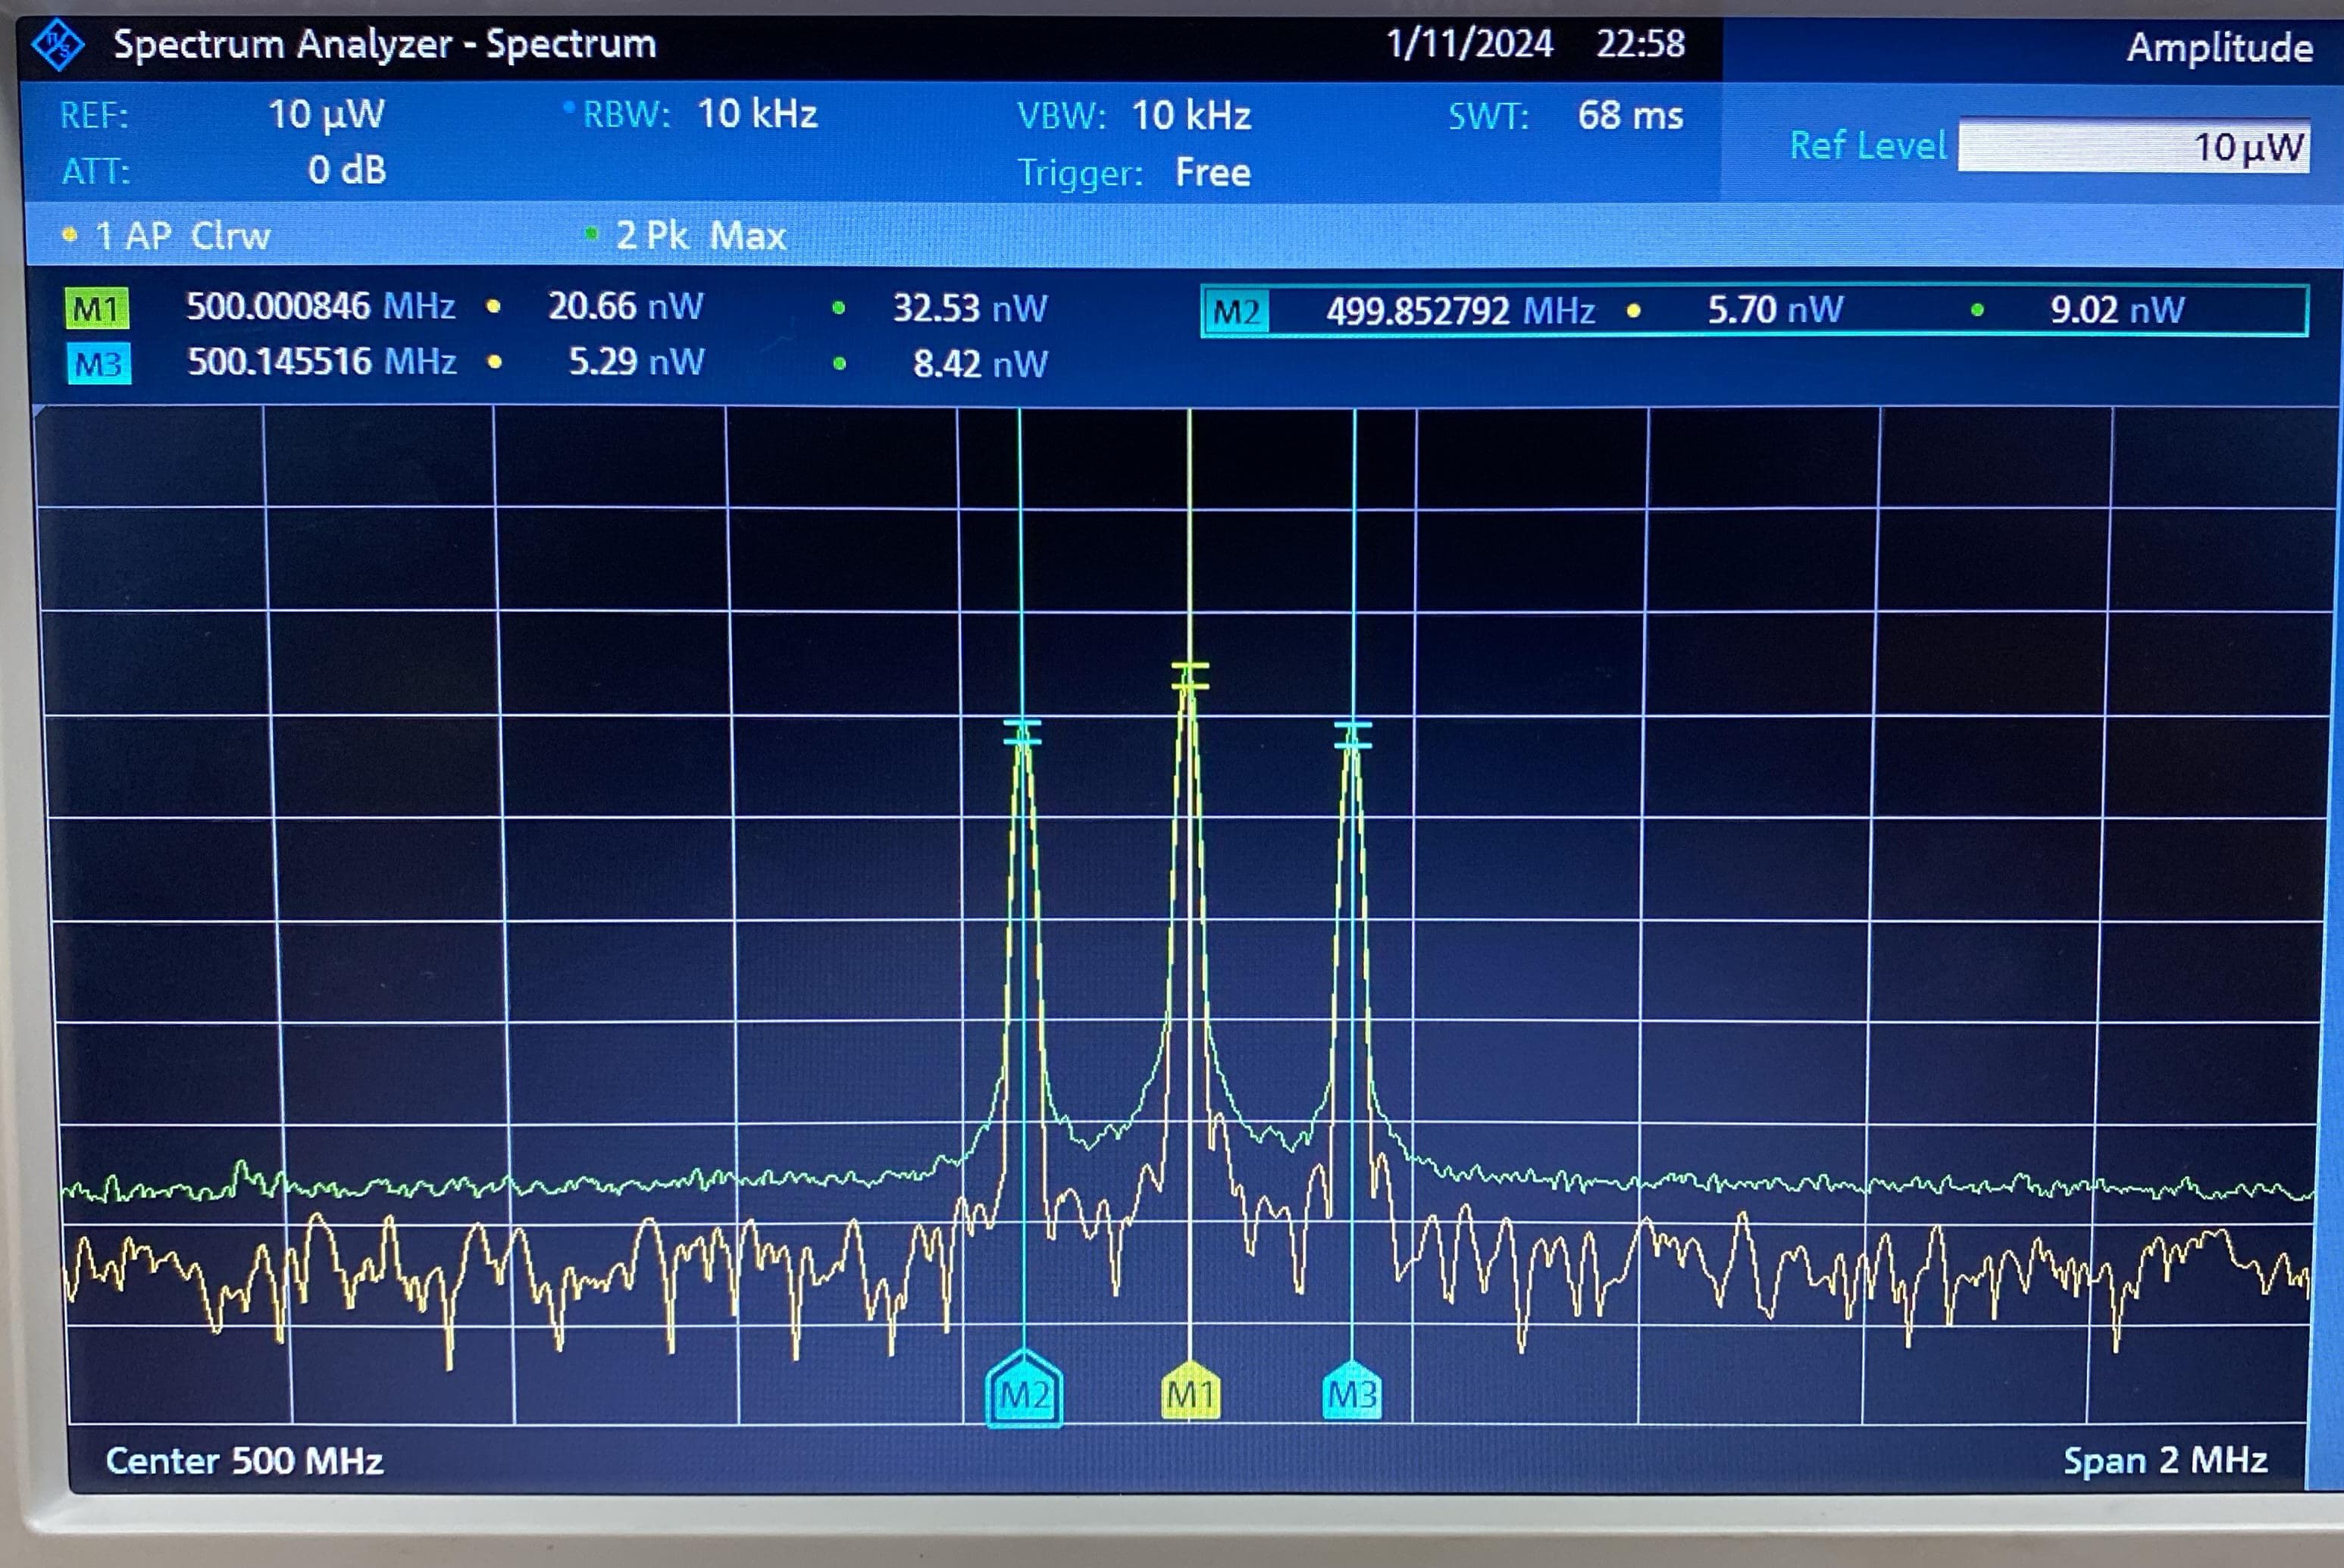 R/S Spectrum Analyzer - Spectrum 1/11/2024 22:58 Amplitude
REF: 10 µW RBW: 10 kHz VBW: 10 kHz SWT: 68 ms
Ref Level 10 µW
ATT: 0 dB Trigger: Free
1 AP Clrw 2 Pk Max
M1 500.000846 MHz 20.66 nW 32.53 nW M2 499.852792 MHz 5.70 nW 9.02 nW
M3 500.145516 MHz 5.29 nW 8.42 nW
M2 M1 M3
Center 500 MHz Span 2 MHz